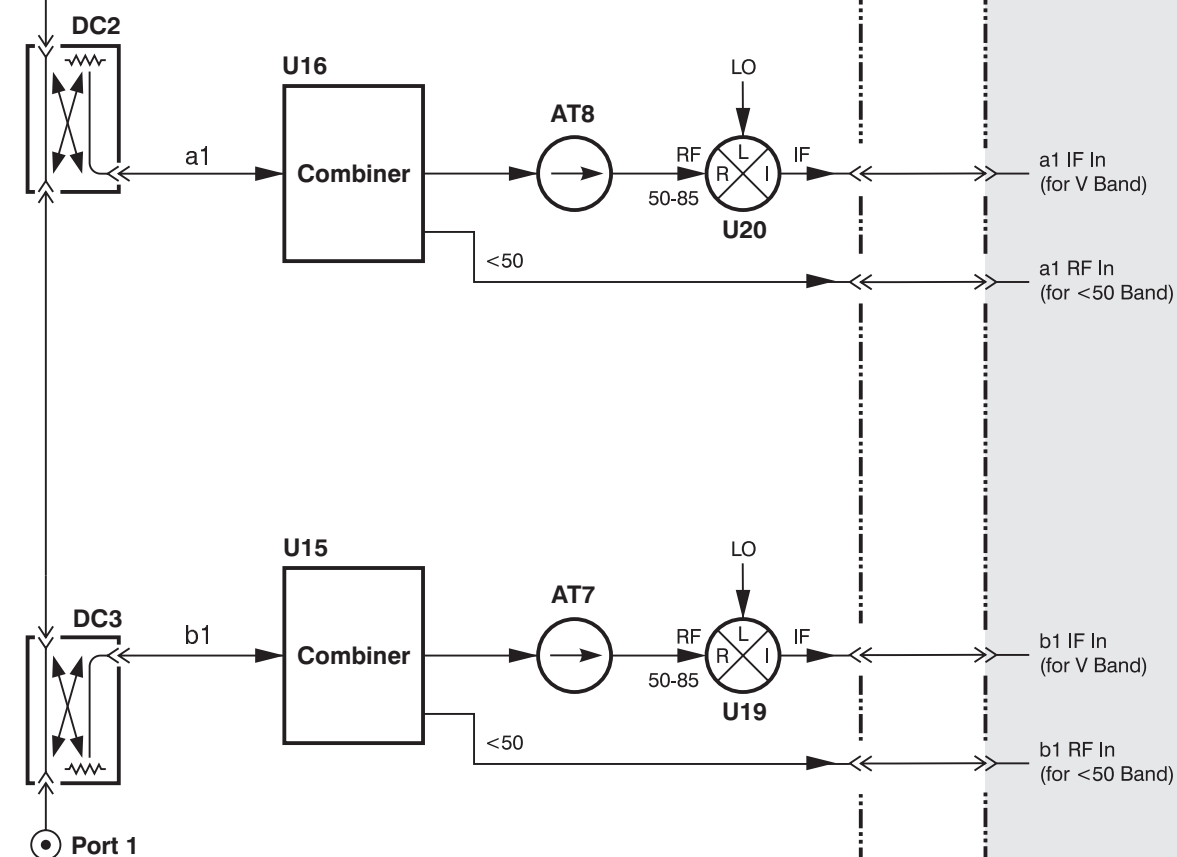 DC2
U16
Combiner
a1
AT8
LO
RF
50-85
L
R
I
IF
U20
a1 IF In
(for V Band)
<50
a1 RF In
(for <50 Band)
DC3
U15
Combiner
b1
AT7
LO
RF
50-85
L
R
I
IF
U19
b1 IF In
(for V Band)
<50
b1 RF In
(for <50 Band)
Port 1